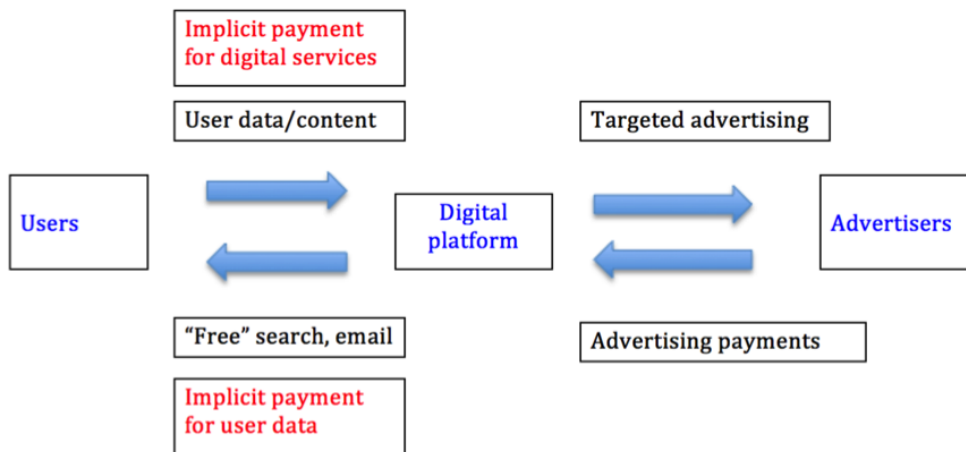 Implicit payment
for digital services
User data/content
Targeted advertising
Users
Digital
platform
Advertisers
“Free” search, email
Advertising payments
Implicit payment
for user data